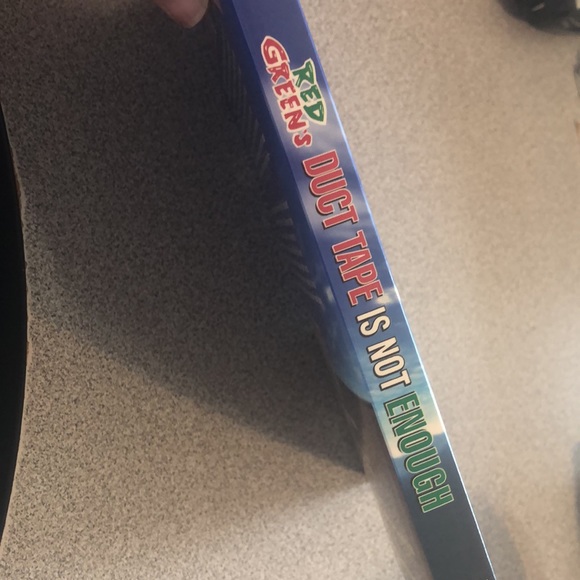 RED
GREEN'S
DUCT TAPE IS NOT ENOUGH